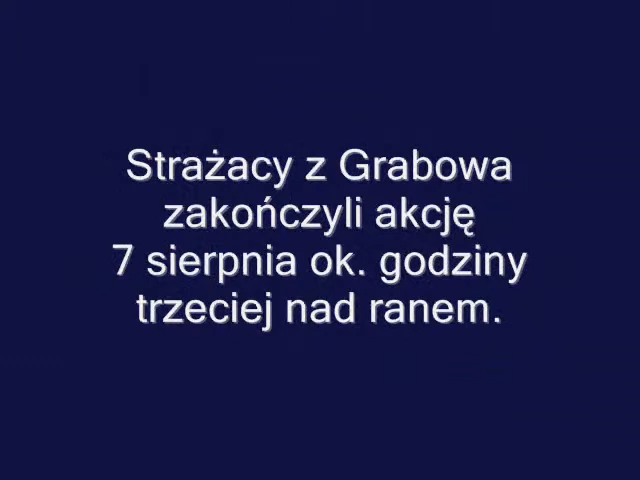 Strażacy z Grabowa
zakończyli akcję
7 sierpnia ok. godziny
trzeciej nad ranem.